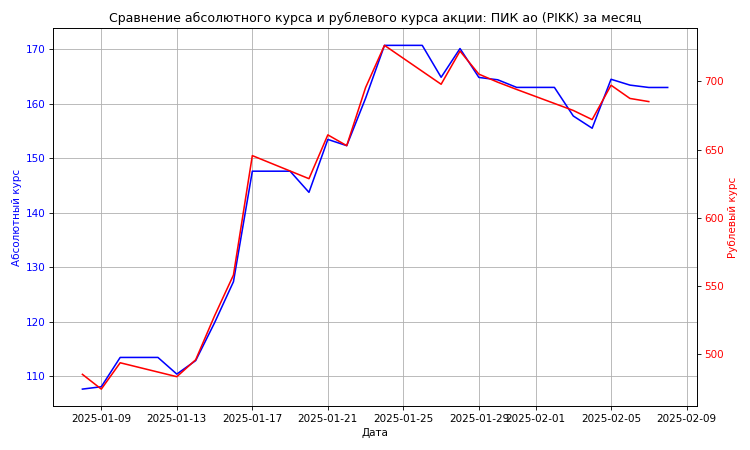 Сравнение абсолютного курса и рублевого курса акции: ПИК ао (PIKK) за месяц
Абсолютный курс
170
160
150
140
130
120
110
700
650
600
550
500
Рублевый курс
2025-01-09 2025-01-13 2025-01-17 2025-01-21 2025-01-25 2025-01-29 2025-02-01 2025-02-05 2025-02-09
Дата